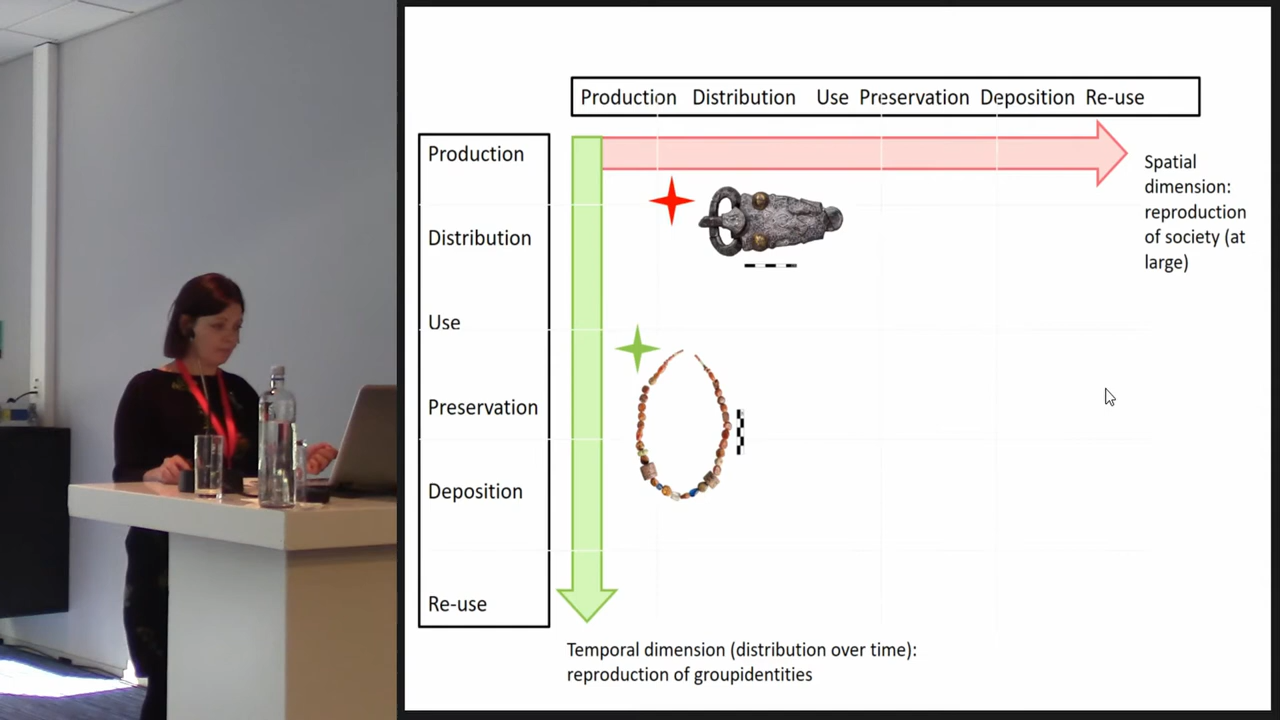 Production Distribution Use Preservation Deposition Re-use
Production
Distribution
Use
Preservation
Deposition
Re-use
Spatial
dimension:
reproduction
of society (at
large)
Temporal dimension (distribution over time):
reproduction of groupidentities